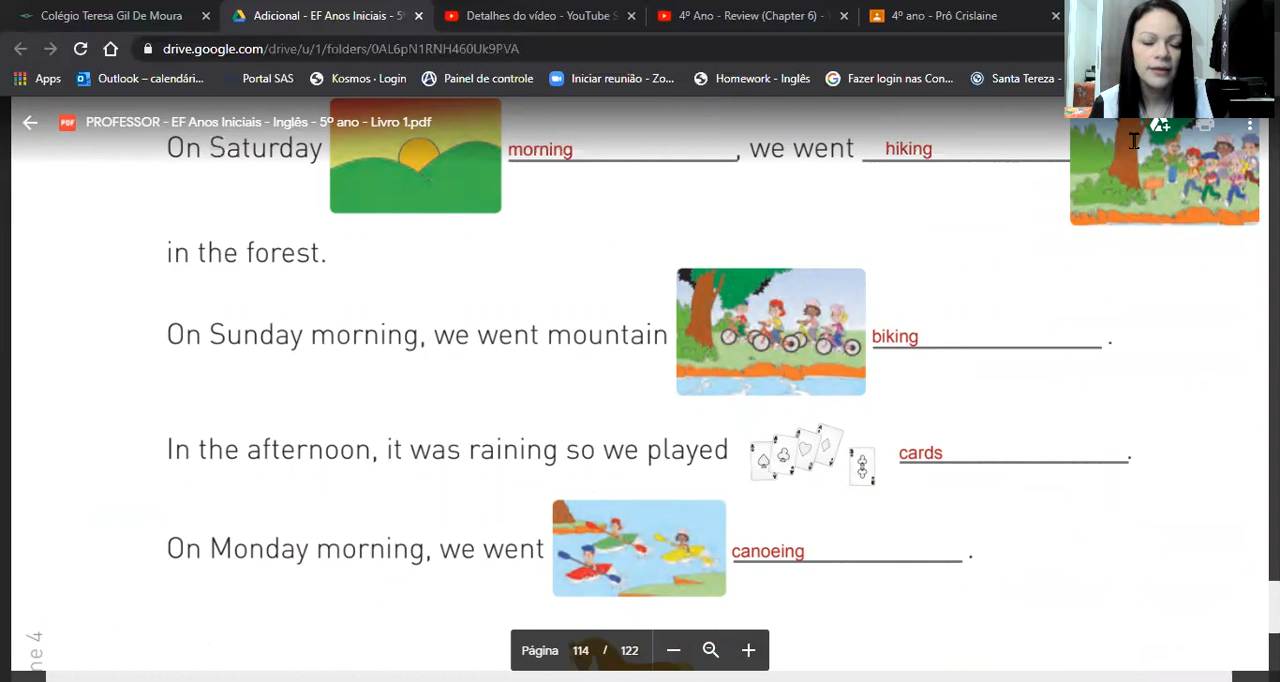 Colégio Teresa Gil De Moura
Adicional - EF Anos Iniciais - 5º
Detalhes do vídeo - YouTube S
4º Ano - Review (Chapter 6) -
4º ano - Prô Crislaine
drive.google.com/drive/u/1/folders/0AL6pN1RNH460Uk9PVA
Apps
Outlook – calendári...
Portal SAS
Kosmos · Login
Painel de controle
Iniciar reunião - Zo...
Homework - Inglês
Fazer login nas Con...
Santa Tereza -
PROFESSOR - EF Anos Iniciais - Inglês - 5º ano - Livro 1.pdf
On Saturday morning, we went hiking
in the forest.
On Sunday morning, we went mountain biking.
In the afternoon, it was raining so we played cards.
On Monday morning, we went canoeing.
Página 114 / 122